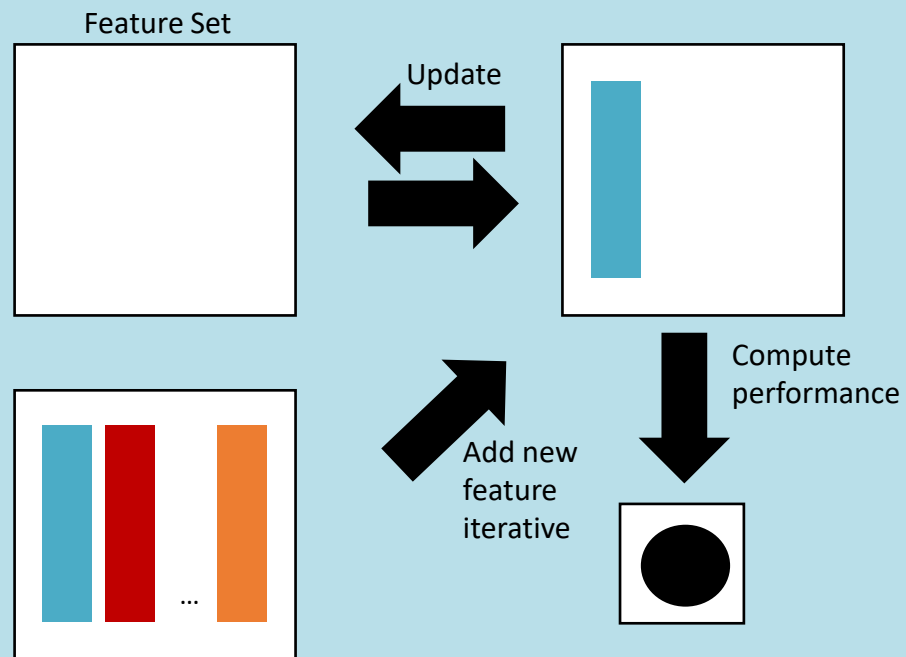 Feature Set
Update
Compute
performance
Add new
feature
iterative
...